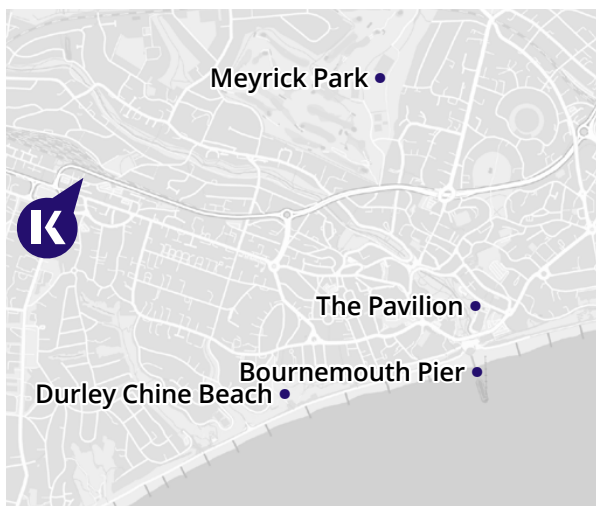 Meyrick Park
K
The Pavilion
Bournemouth Pier
Durley Chine Beach